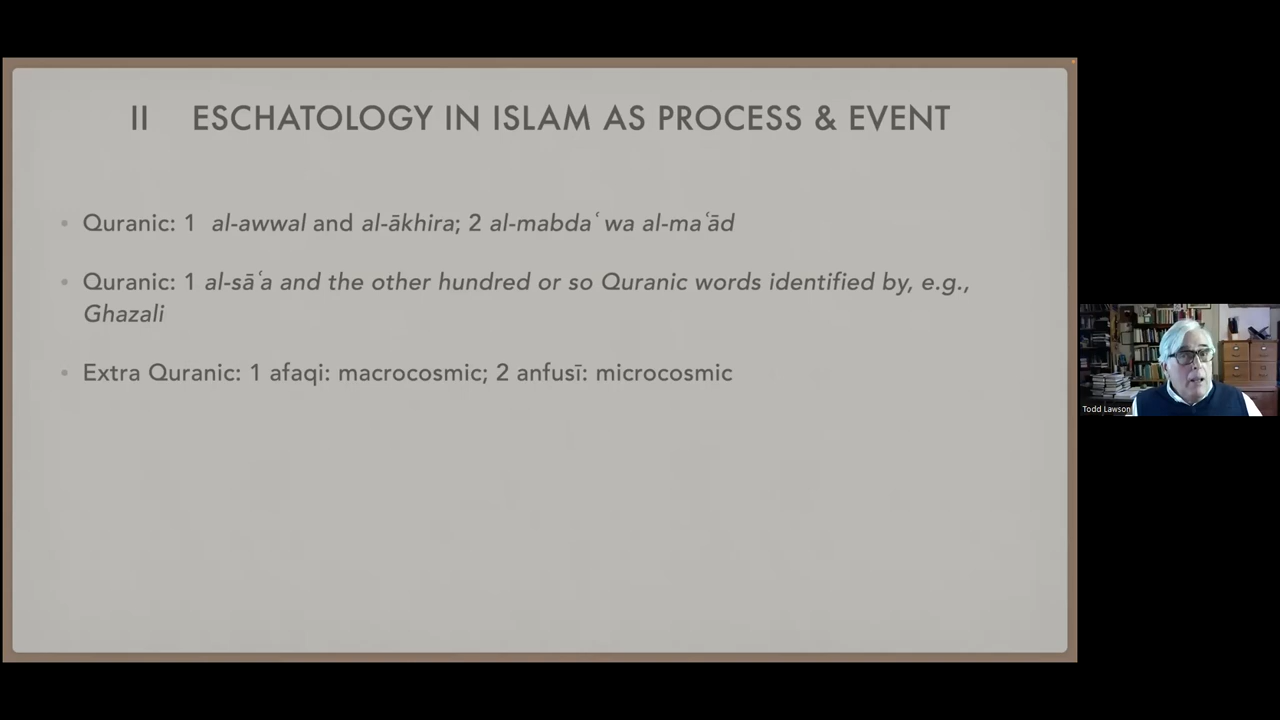 II ESCHATOLOGY IN ISLAM AS PROCESS & EVENT
• Quranic: 1 al-awwal and al-ākhira; 2 al-mabdaʿ wa al-maʿād
• Quranic: 1 al-sāʿa and the other hundred or so Quranic words identified by, e.g.,
Ghazali
• Extra Quranic: 1 afaqi: macrocosmic; 2 anfusī: microcosmic
Todd Lawson